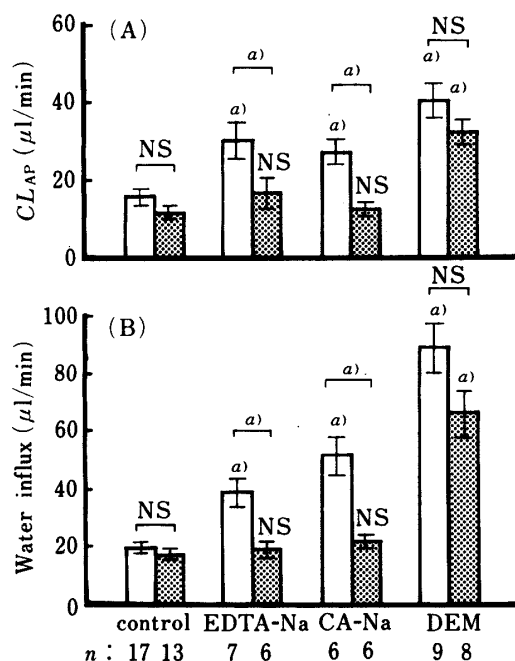 60
(A)
NS
a)
a)
a)
a)
40
a)
a)
NS
NS
NS
20
CL_AP (μl/min)
0
NS
100
(B)
a)
a)
80
a)
a)
60
a)
a)
40
NS
NS
NS
20
Water influx (μl/min)
0
control EDTA-Na CA-Na DEM
n : 17 13 7 6 6 6 9 8